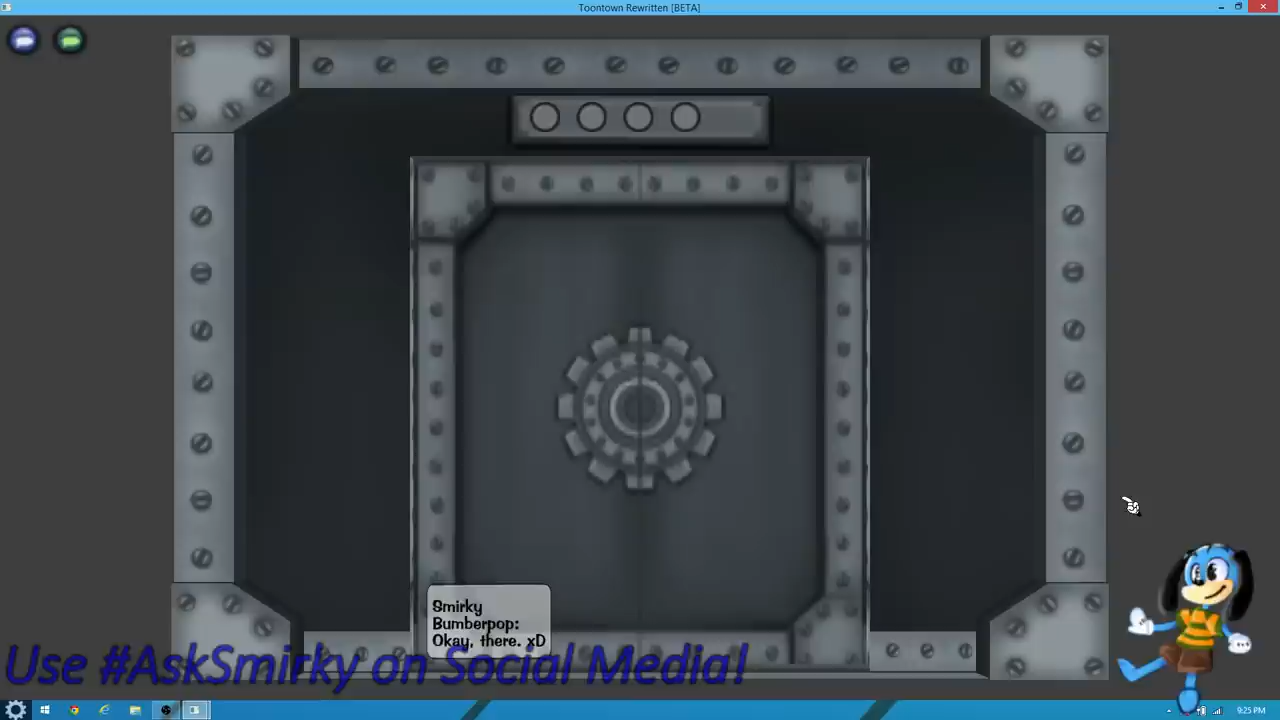 Toontown Rewritten [BETA]
Smirky
Bumberpop:
Okay, there. xD
Use #AskSmirky on Social Media!
9:25 PM